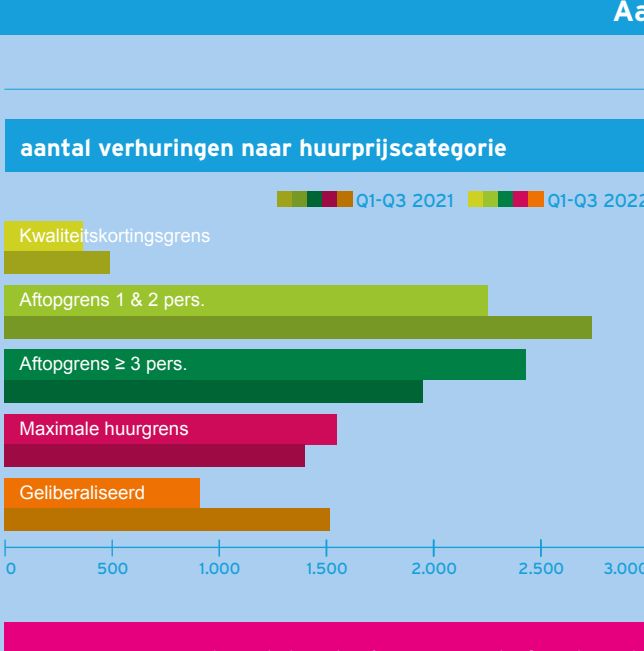 Aa
aantal verhuringen naar huurprijscategorie
Q1-Q3 2021 Q1-Q3 2022
Kwaliteitskortingsgrens
Aftopgrens 1 & 2 pers.
Aftopgrens ≥ 3 pers.
Maximale huurgrens
Geliberaliseerd
0 500 1.000 1.500 2.000 2.500 3.000